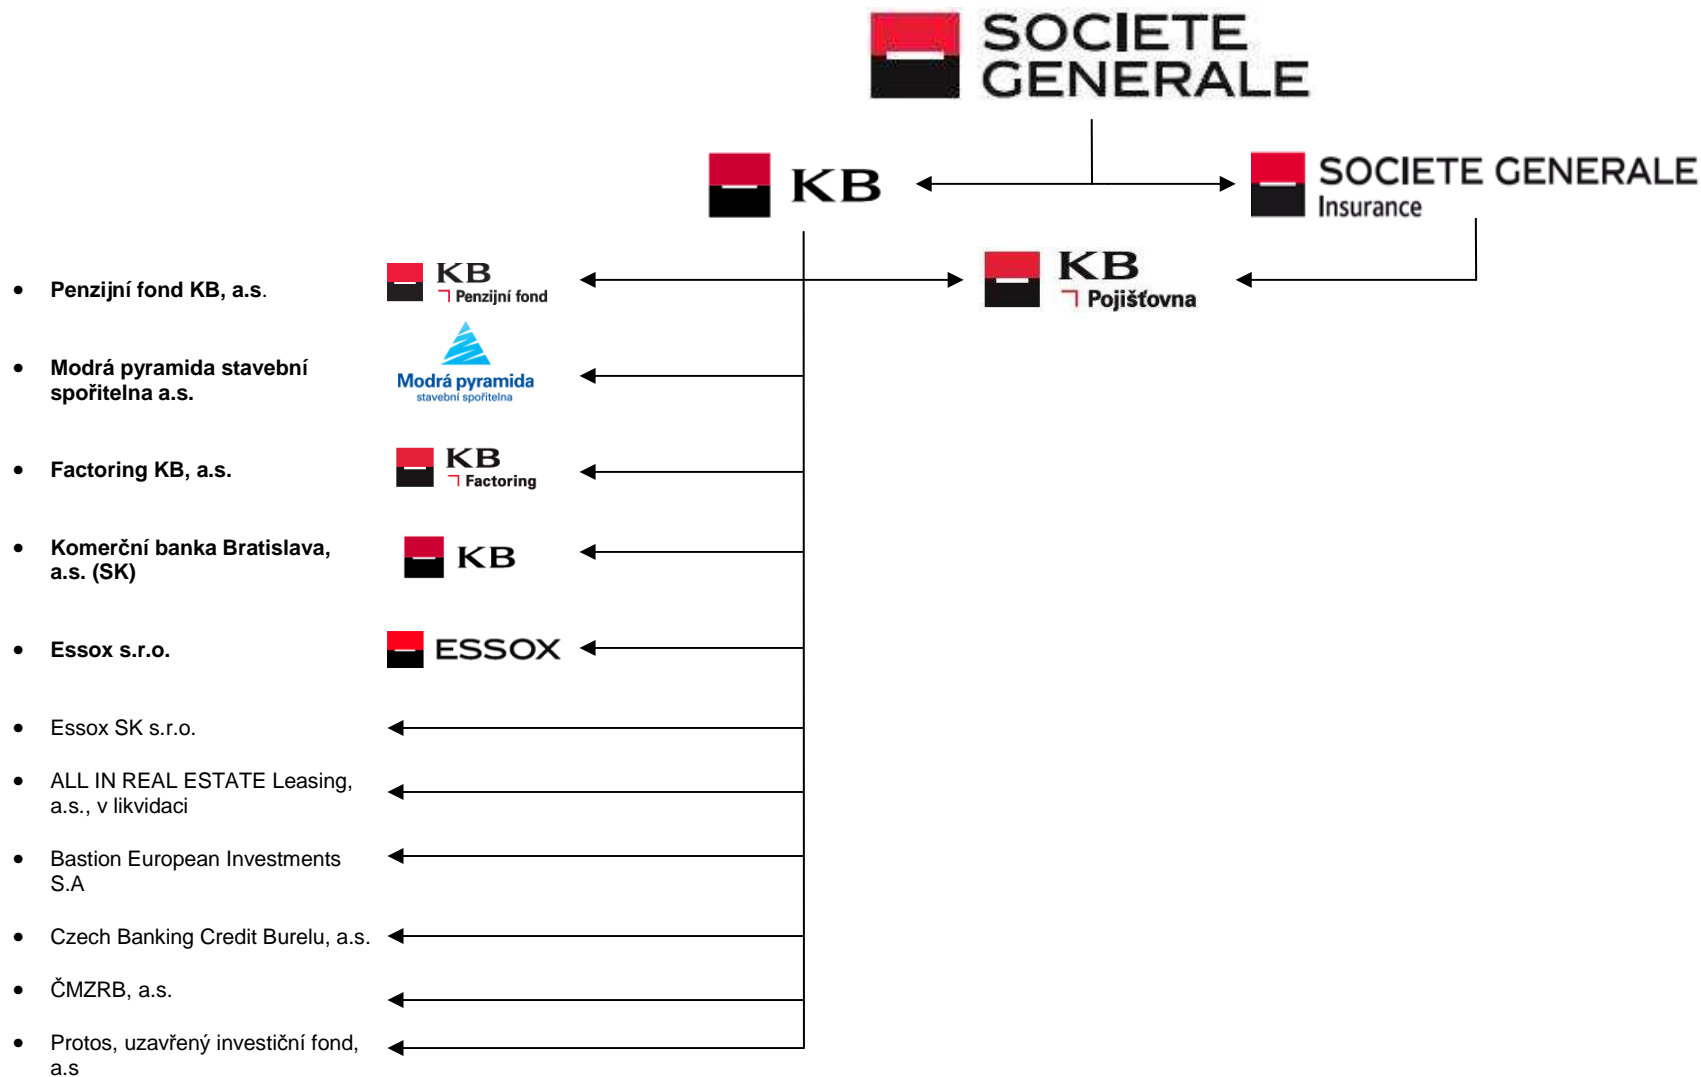 SOCIETE
GENERALE
KB
SOCIETE GENERALE
Insurance
• Penzijní fond KB, a.s.
KB
Penzijní fond
KB
Pojišťovna
• Modrá pyramida stavební
spořitelna a.s.
Modrá pyramida
stavební spořitelna
• Factoring KB, a.s.
KB
Factoring
• Komerční banka Bratislava,
a.s. (SK)
KB
• Essox s.r.o.
ESSOX
• Essox SK s.r.o.
• ALL IN REAL ESTATE Leasing,
a.s., v likvidaci
• Bastion European Investments
S.A
• Czech Banking Credit Burelu, a.s.
• ČMZRB, a.s.
• Protos, uzavřený investiční fond,
a.s